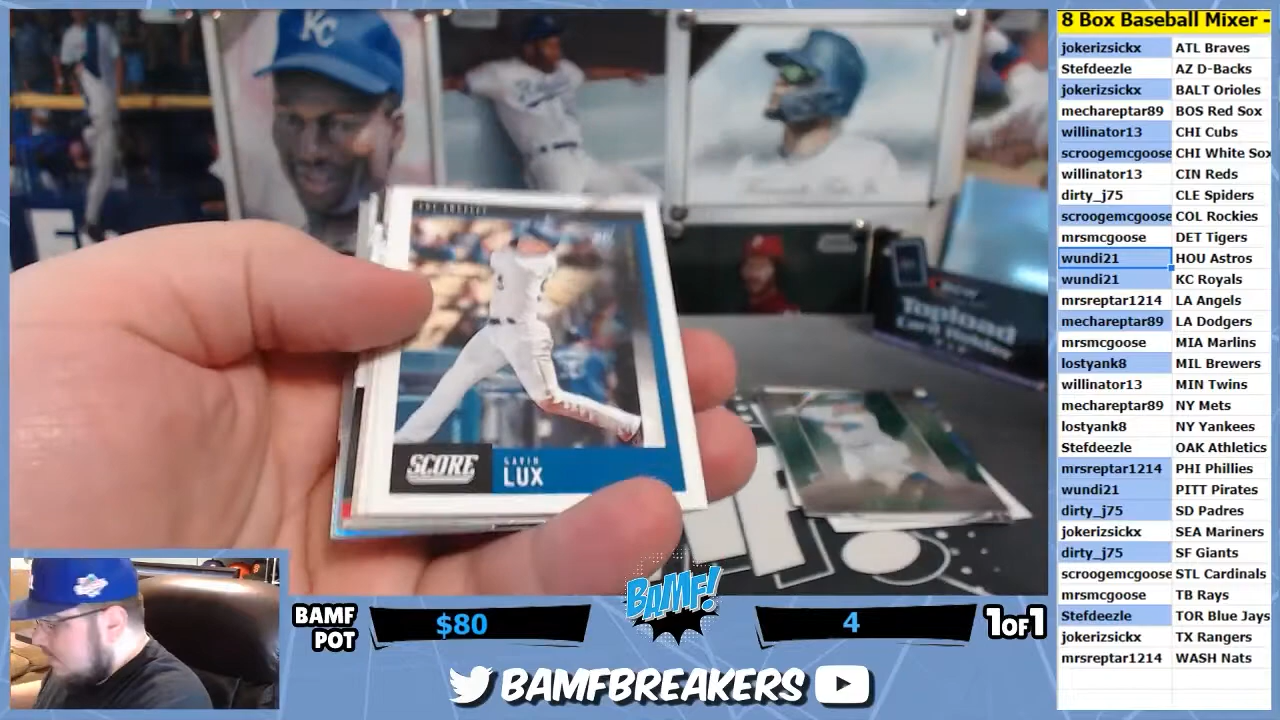 KC
LOS ANGELES
SCORE
GAVIN
LUX
Topload
Card Holder
8 Box Baseball Mixer -
jokerizsickx ATL Braves
Stefdeezle AZ D-Backs
jokerizsickx BALT Orioles
mechareptar89 BOS Red Sox
willinator13 CHI Cubs
scroogemcgoose CHI White Sox
willinator13 CIN Reds
dirty_j75 CLE Spiders
scroogemcgoose COL Rockies
mrsmcgoose DET Tigers
wundi21 HOU Astros
wundi21 KC Royals
mrsreptar1214 LA Angels
mechareptar89 LA Dodgers
mrsmcgoose MIA Marlins
lostyank8 MIL Brewers
willinator13 MIN Twins
mechareptar89 NY Mets
lostyank8 NY Yankees
Stefdeezle OAK Athletics
mrsreptar1214 PHI Phillies
wundi21 PITT Pirates
dirty_j75 SD Padres
jokerizsickx SEA Mariners
dirty_j75 SF Giants
scroogemcgoose STL Cardinals
mrsmcgoose TB Rays
Stefdeezle TOR Blue Jays
jokerizsickx TX Rangers
mrsreptar1214 WASH Nats
BAMF
POT
$80
BAMF!
4
1OF1
BAMFBREAKERS